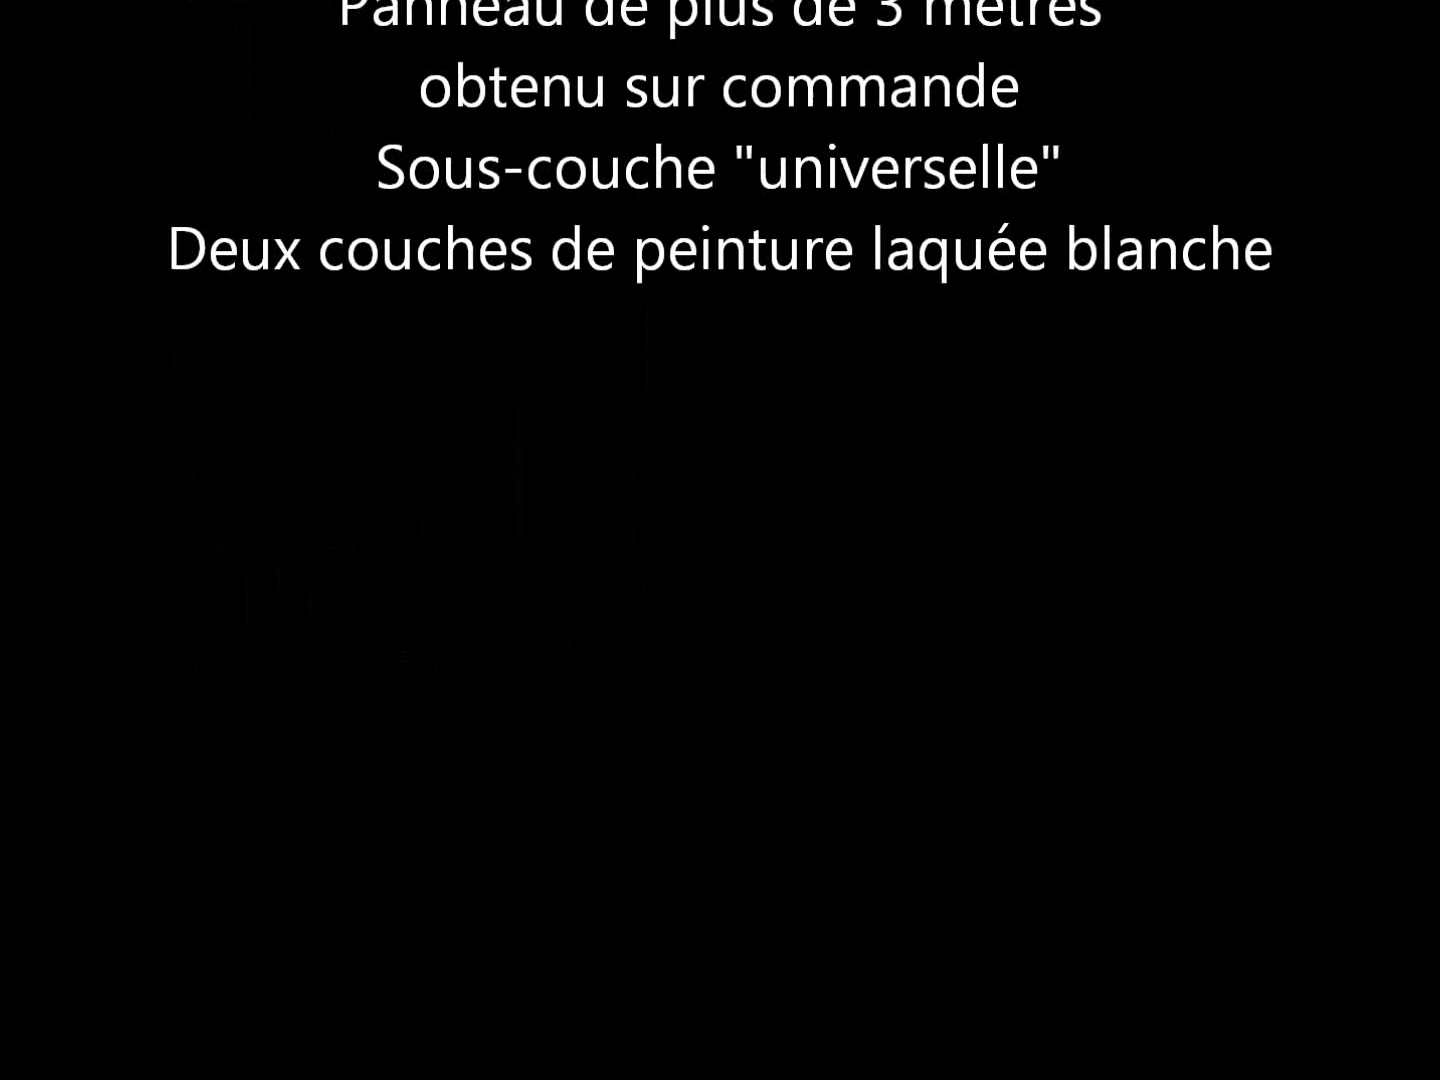 Panneau de plus de 3 mètres
obtenu sur commande
Sous-couche "universelle"
Deux couches de peinture laquée blanche